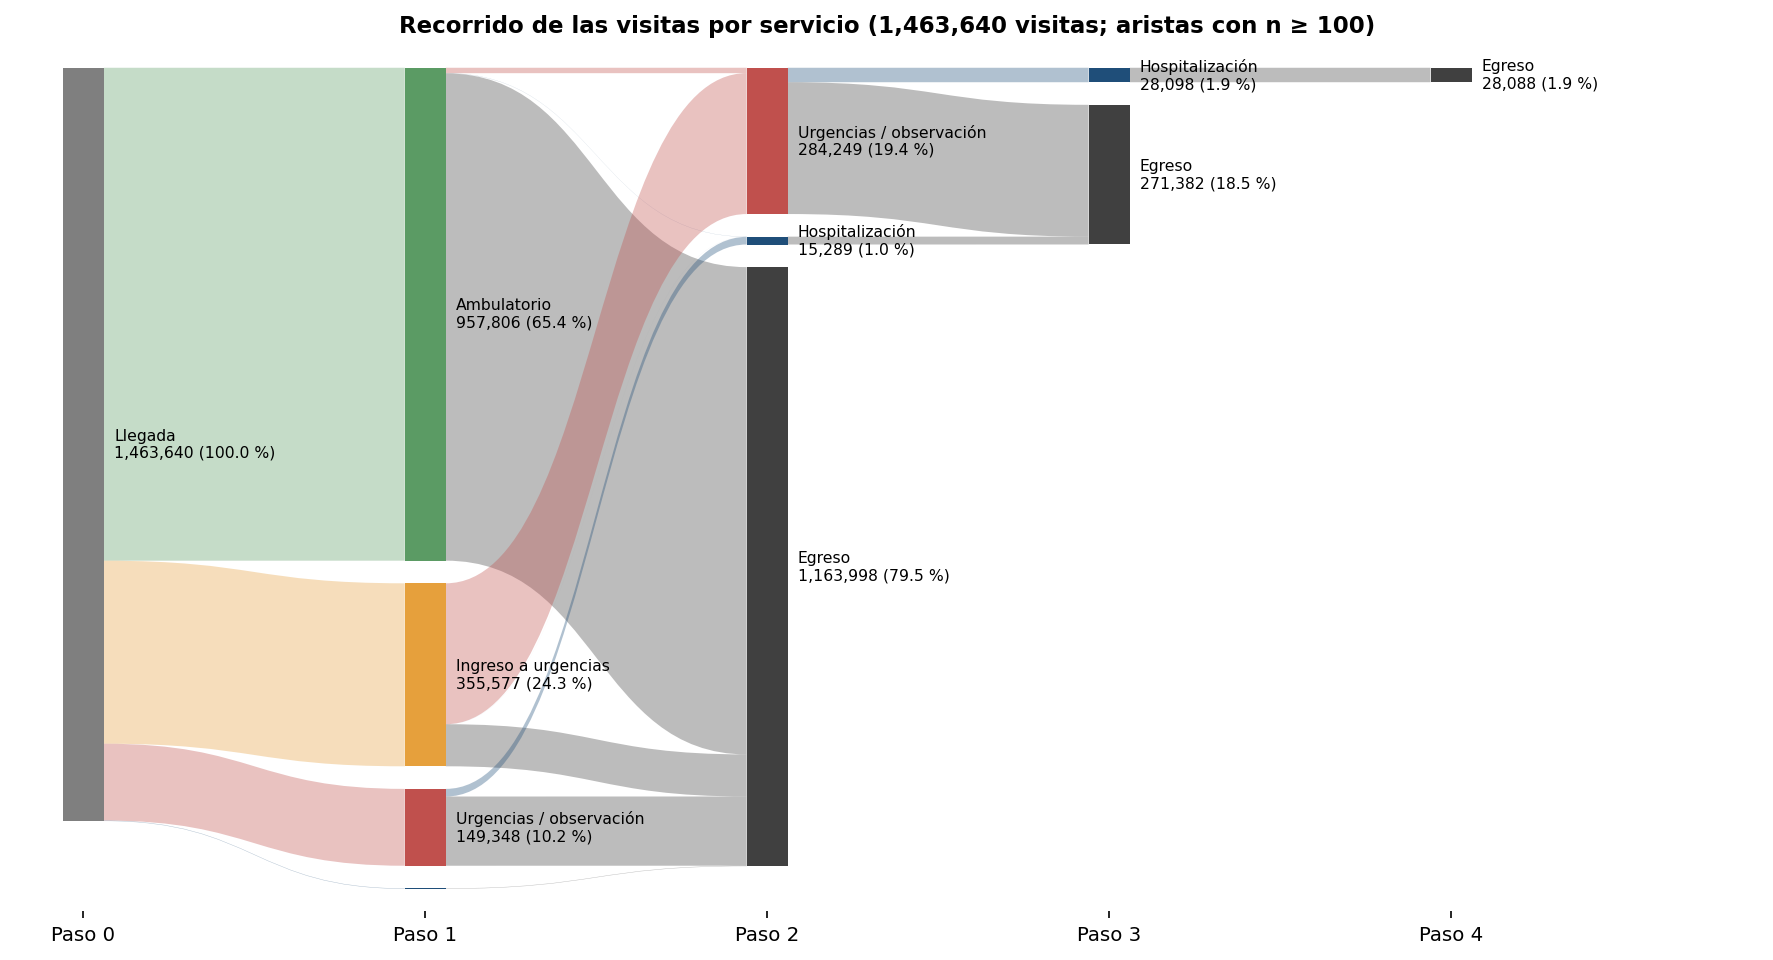 Recorrido de las visitas por servicio (1,463,640 visitas; aristas con n ≥ 100)
Llegada
1,463,640 (100.0 %)
Ambulatorio
957,806 (65.4 %)
Ingreso a urgencias
355,577 (24.3 %)
Urgencias / observación
149,348 (10.2 %)
Urgencias / observación
284,249 (19.4 %)
Hospitalización
15,289 (1.0 %)
Egreso
1,163,998 (79.5 %)
Hospitalización
28,098 (1.9 %)
Egreso
271,382 (18.5 %)
Egreso
28,088 (1.9 %)
Paso 0
Paso 1
Paso 2
Paso 3
Paso 4